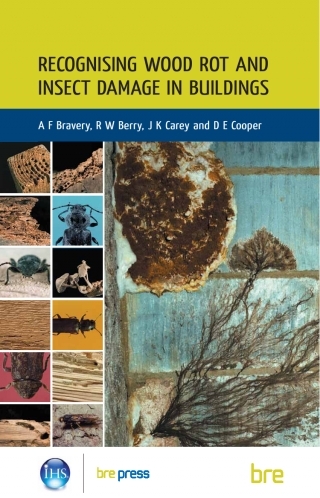 RECOGNISING WOOD ROT AND
INSECT DAMAGE IN BUILDINGS
A F Bravery, R W Berry, J K Carey and D E Cooper
IHS
bre press
bre